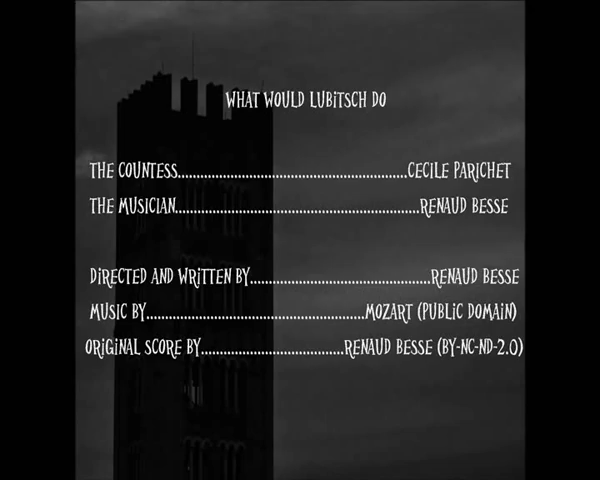 WHAT WOULD LUBITSCH DO
THE COUNTESS.............................................................CECILE PARICHET
THE MUSICIAN.................................................................RENAUD BESSE
DIRECTED AND WRITTEN BY................................................RENAUD BESSE
MUSIC BY..........................................................MOZART (PUBLIC DOMAIN)
ORIGINAL SCORE BY......................................RENAUD BESSE (BY-NC-ND-2.0)